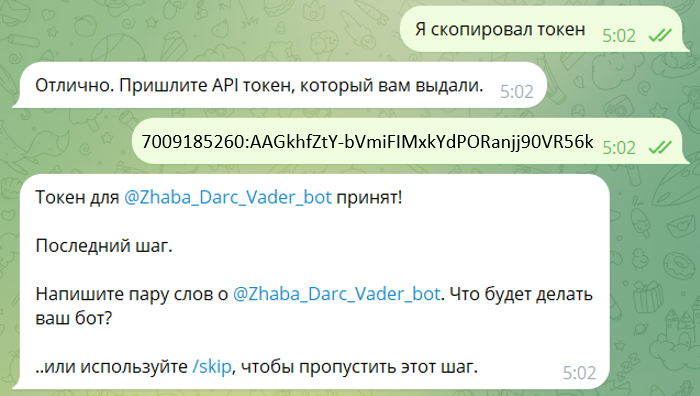 Я скопировал токен 5:02
Отлично. Пришлите API токен, который вам выдали. 5:02
7009185260:AAGkhfZtY-bVmiFIMxkYdPORanjj90VR56k 5:02
Токен для @Zhaba_Darc_Vader_bot принят!
Последний шаг.
Напишите пару слов о @Zhaba_Darc_Vader_bot. Что будет делать
ваш бот?
..или используйте /skip, чтобы пропустить этот шаг. 5:02